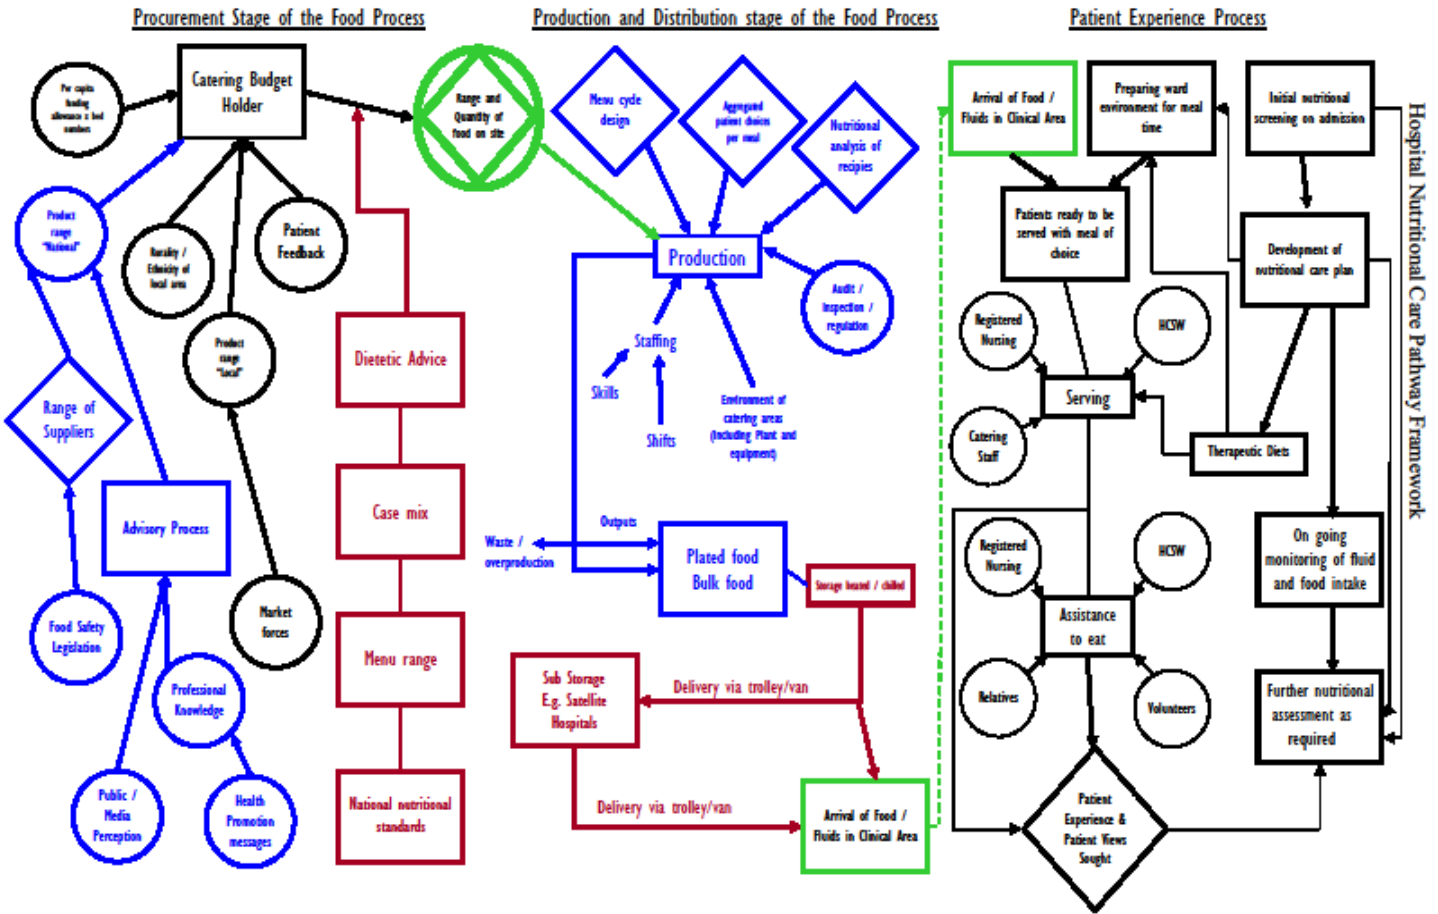 Procurement Stage of the Food Process
Production and Distribution stage of the Food Process
Patient Experience Process
Hospital Nutritional Care Pathway Framework
Per capita
funding
allowance x bed
numbers
Catering Budget
Holder
Range and
Quantity of
food on site
Product
range
"National"
Rurality /
Ethnicity of
local area
Patient
Feedback
Product
range
"Local"
Range of
Suppliers
Advisory Process
Food Safety
Legislation
Professional
Knowledge
Market
forces
Public /
Media
Perception
Health
Promotion
messages
Dietetic Advice
Case mix
Menu range
National nutritional
standards
Menu cycle
design
Aggregated
patient choices
per meal
Nutritional
analysis of
recipies
Production
Audit /
Inspection /
regulation
Staffing
Skills
Shifts
Environment of
catering areas
(Including Plant and
equipment)
Outputs
Waste /
overproduction
Plated food
Bulk food
Storage heated / chilled
Sub Storage
E.g. Satellite
Hospitals
Delivery via trolley/van
Delivery via trolley/van
Arrival of Food /
Fluids in Clinical Area
Arrival of Food /
Fluids in Clinical Area
Preparing ward
environment for meal
time
Initial nutritional
screening on admission
Patients ready to be
served with meal of
choice
Development of
nutritional care plan
Registered
Nursing
HCSW
Serving
Catering
Staff
Therapeutic Diets
Registered
Nursing
HCSW
On going
monitoring of fluid
and food intake
Assistance
to eat
Relatives
Volunteers
Further nutritional
assessment as
required
Patient
Experience &
Patient Views
Sought